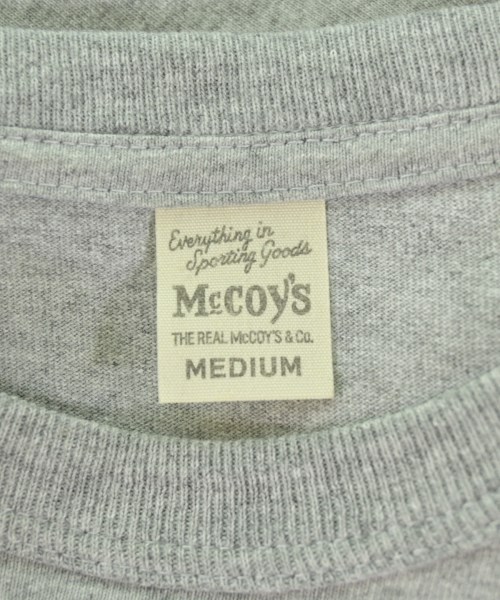 Everything in
Sporting Goods
McCOY'S
THE REAL McCOY'S & Co.
MEDIUM